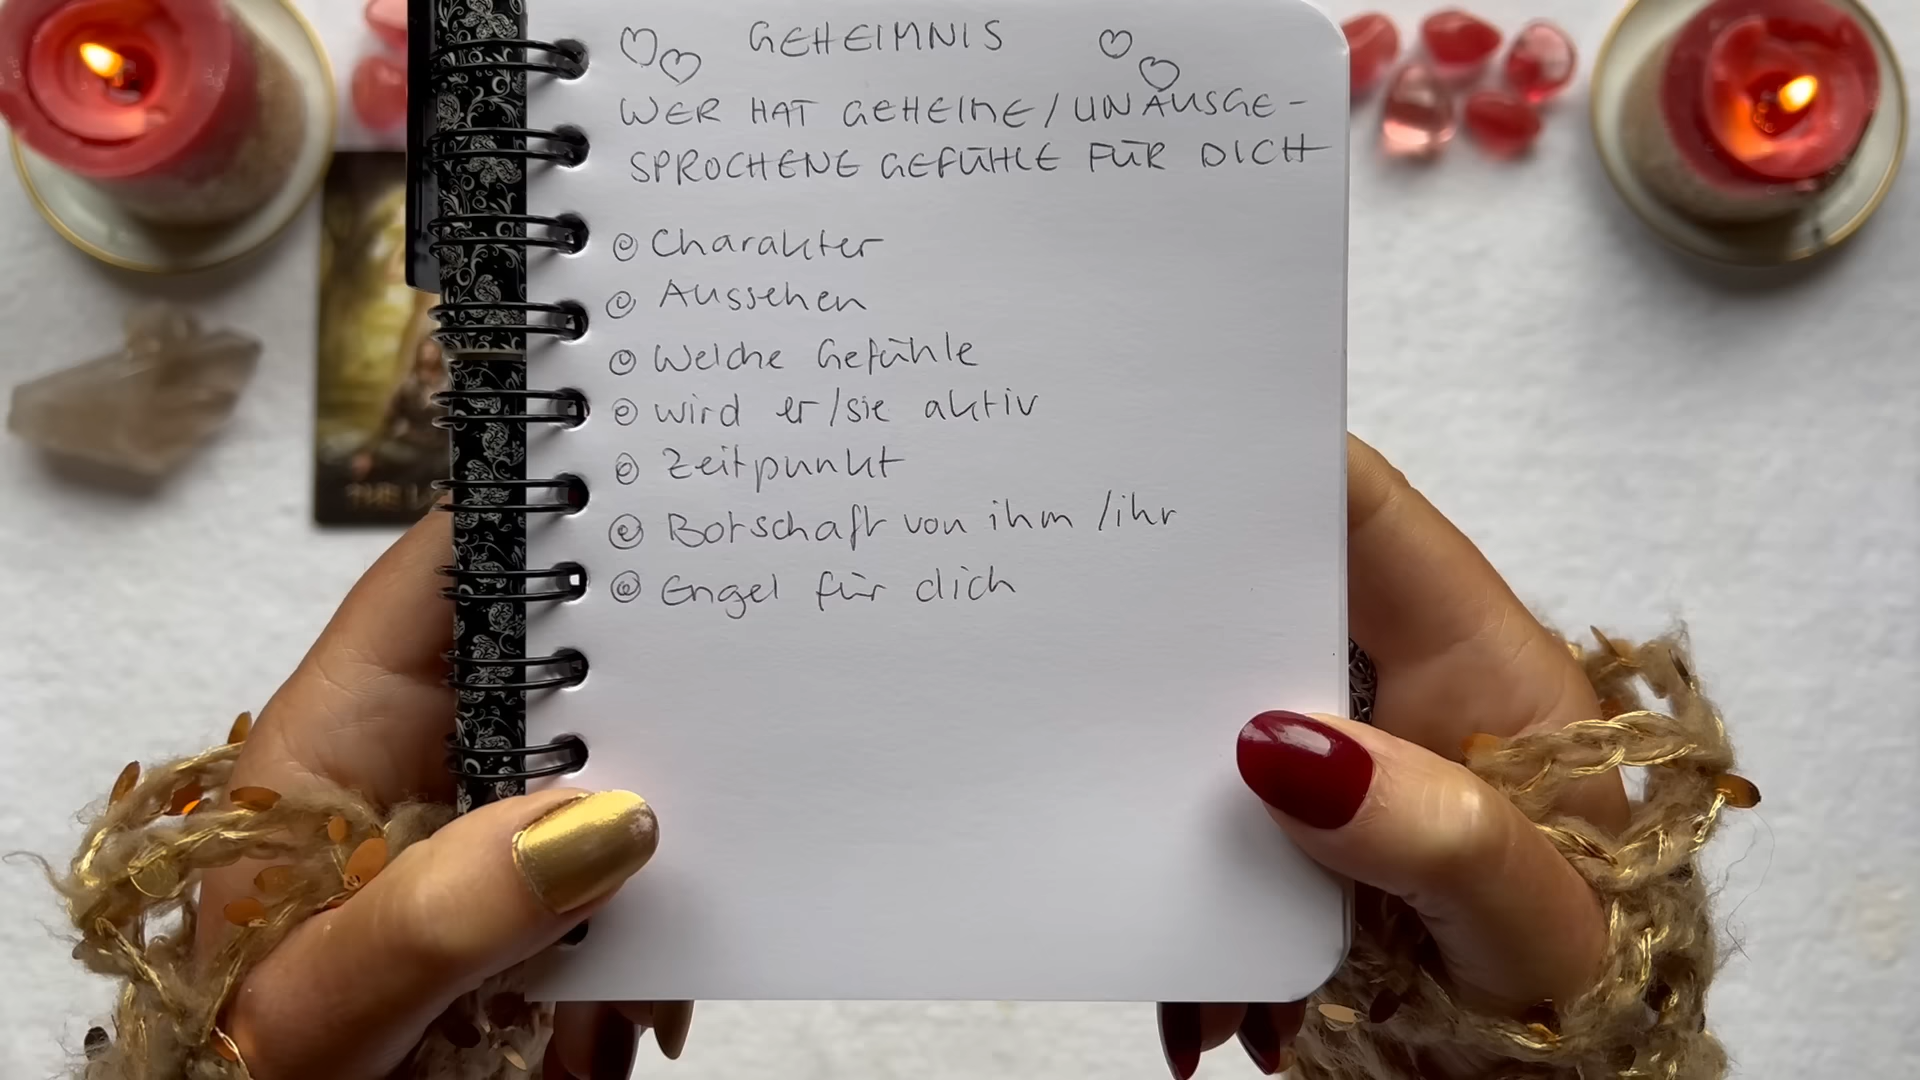 GEHEIMNIS
WER HAT GEHEIME/UNAUSGE-
SPROCHENE GEFÜHLE FÜR DICH
Charakter
Aussehen
Welche Gefühle
wird er/sie aktiv
Zeitpunkt
Botschaft von ihm/ihr
Engel für dich
THE